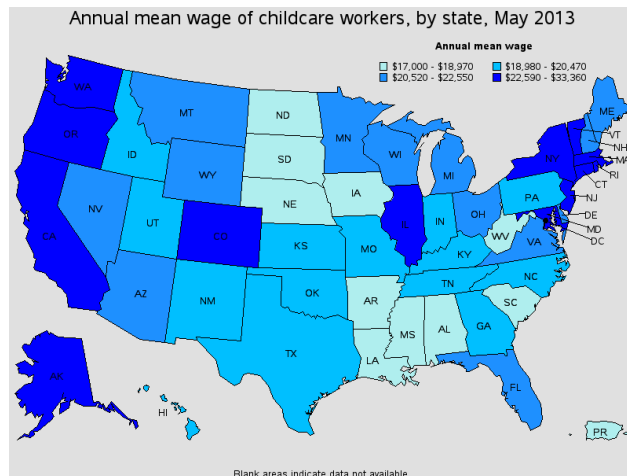 Annual mean wage of childcare workers, by state, May 2013
Annual mean wage
$17,000 - $18,970 $18,980 - $20,470
$20,520 - $22,550 $22,590 - $33,360
WA
MT
ND
MN
ME
OR
ID
SD
WI
MI
NY
VT
NH
MA
RI
CT
WY
NE
IA
PA
NJ
NV
UT
CO
IL
IN
OH
DE
MD
DC
CA
KS
MO
KY
WV
VA
AZ
NM
OK
AR
TN
NC
SC
TX
LA
MS
AL
GA
AK
HI
FL
PR
Blank areas indicate data not available.